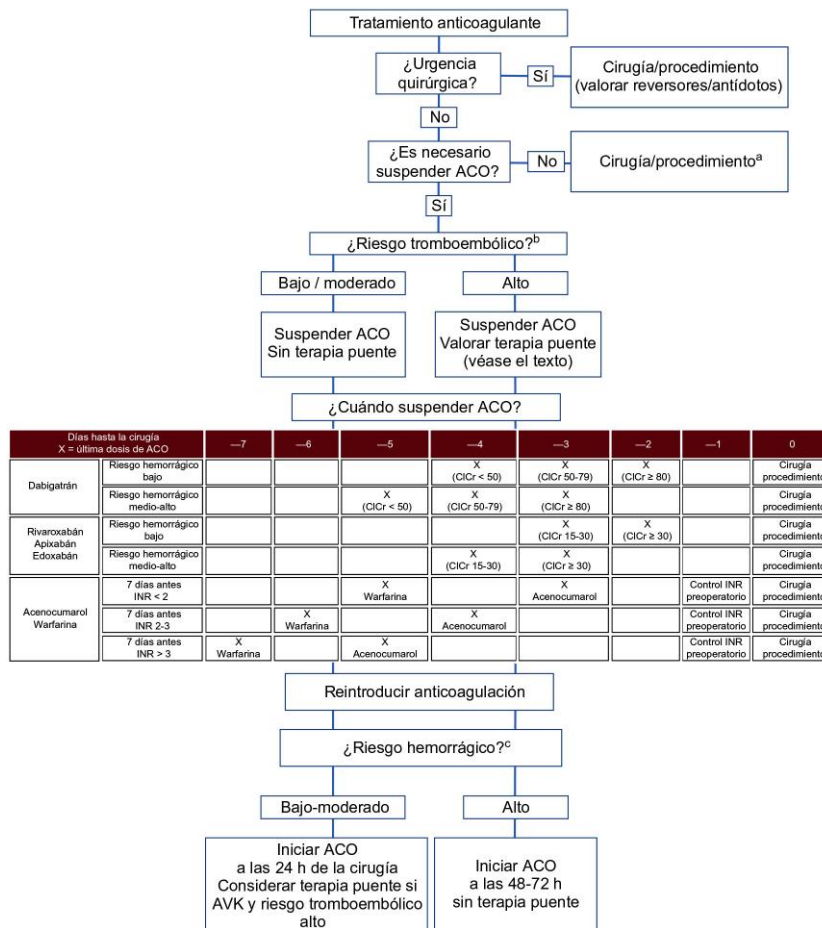 Tratamiento anticoagulante
¿Urgencia
quirúrgica?
Sí
Cirugía/procedimiento
(valorar reversores/antídotos)
No
¿Es necesario
suspender ACO?
No
Cirugía/procedimientoª
Sí
¿Riesgo tromboembólico?ᵇ
Bajo / moderado
Alto
Suspender ACO
Sin terapia puente
Suspender ACO
Valorar terapia puente
(véase el texto)
¿Cuándo suspender ACO?
Días hasta la cirugía
X = última dosis de ACO
—7 —6 —5 —4 —3 —2 —1 0
Dabigatrán
Riesgo hemorrágico
bajo
X
(ClCr < 50)
X
(ClCr 50-79)
X
(ClCr ≥ 80)
Cirugía
procedimiento
Riesgo hemorrágico
medio-alto
X
(ClCr < 50)
X
(ClCr 50-79)
X
(ClCr ≥ 80)
Cirugía
procedimiento
Rivaroxabán
Apixabán
Edoxabán
Riesgo hemorrágico
bajo
X
(ClCr 15-30)
X
(ClCr ≥ 30)
Cirugía
procedimiento
Riesgo hemorrágico
medio-alto
X
(ClCr 15-30)
X
(ClCr ≥ 30)
Cirugía
procedimiento
Acenocumarol
Warfarina
7 días antes
INR < 2
X
Warfarina
X
Acenocumarol
Control INR
preoperatorio
Cirugía
procedimiento
7 días antes
INR 2-3
X
Warfarina
X
Acenocumarol
Control INR
preoperatorio
Cirugía
procedimiento
7 días antes
INR > 3
X
Warfarina
X
Acenocumarol
Control INR
preoperatorio
Cirugía
procedimiento
Reintroducir anticoagulación
¿Riesgo hemorrágico?ᶜ
Bajo-moderado
Alto
Iniciar ACO
a las 24 h de la cirugía
Considerar terapia puente si
AVK y riesgo tromboembólico
alto
Iniciar ACO
a las 48-72 h
sin terapia puente